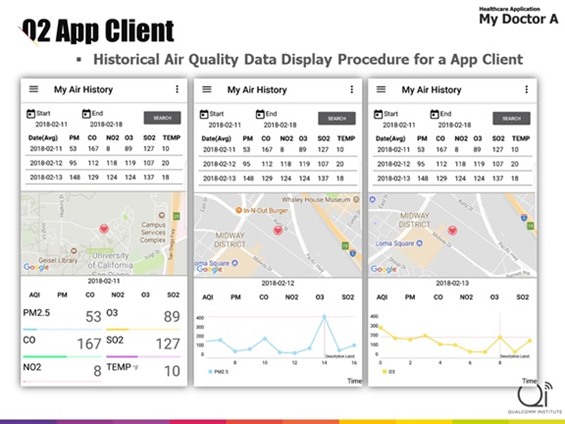 Healthcare Application
My Doctor A
02 App Client
▪ Historical Air Quality Data Display Procedure for a App Client
My Air History
Start End
2018-02-11 2018-02-18
SEARCH
Date(Avg) PM CO NO2 O3 SO2 TEMP
2018-02-11 53 167 8 89 127 10
2018-02-12 95 112 118 119 107 20
2018-02-13 148 129 124 124 137 18
Campus
Services
Complex
Geisel Library
University
of California
San Diego
Google
2018-02-11
AQI PM CO NO2 O3 SO2
PM2.5 53 O3 89
CO 167 SO2 127
NO2 8 TEMP °F 10
My Air History
Start End
2018-02-11 2018-02-18
SEARCH
Date(Avg) PM CO NO2 O3 SO2 TEMP
2018-02-11 53 167 8 89 127 10
2018-02-12 95 112 118 119 107 20
2018-02-13 148 129 124 124 137 18
Whaley House Museum
In-N-Out Burger
MIDWAY
DISTRICT
Loma Square
Google
2018-02-12
AQI PM CO NO2 O3 SO2
400
300
200
100
0
Description Label
8 10 12 14 16
PM2.5
Time
My Air History
Start End
2018-02-11 2018-02-18
SEARCH
Date(Avg) PM CO NO2 O3 SO2 TEMP
2018-02-11 53 167 8 89 127 10
2018-02-12 95 112 118 119 107 20
2018-02-13 148 129 124 124 137 18
MIDWAY
DISTRICT
Loma Square
Google
2018-02-13
AQI PM CO NO2 O3 SO2
400
300
200
100
0
Description Label
0 2 4 6 8
O3
Time
QI
QUALCOMM INSTITUTE